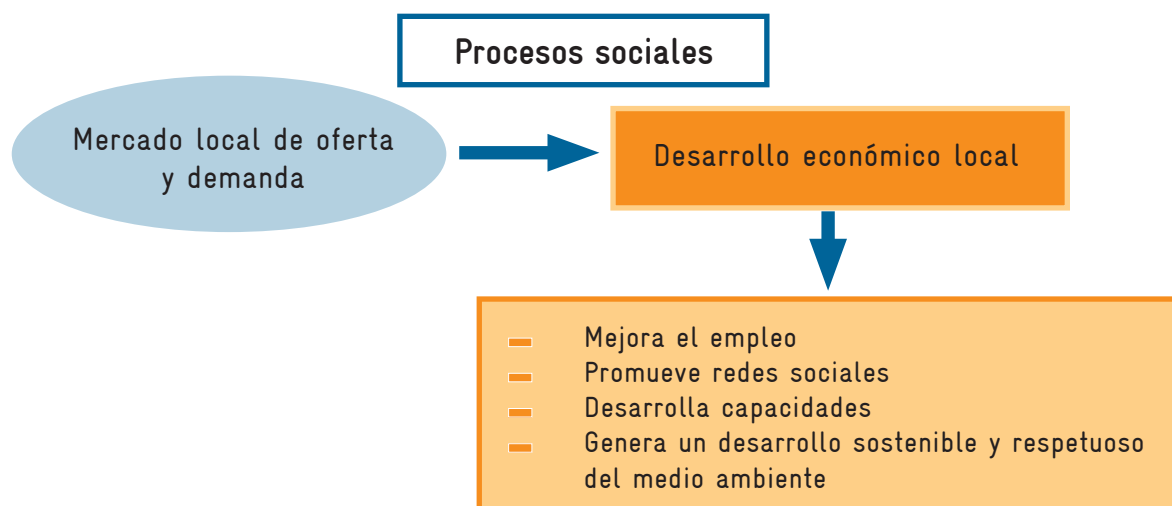 Procesos sociales
Mercado local de oferta
y demanda
Desarrollo económico local
Mejora el empleo
Promueve redes sociales
Desarrolla capacidades
Genera un desarrollo sostenible y respetuoso
del medio ambiente